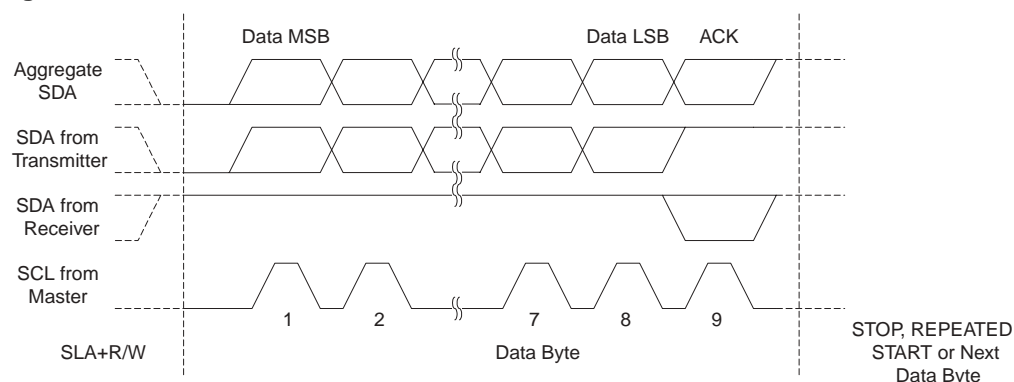 Data MSB
Data LSB
ACK
Aggregate
SDA
SDA from
Transmitter
SDA from
Receiver
SCL from
Master
1
2
7
8
9
SLA+R/W
Data Byte
STOP, REPEATED
START or Next
Data Byte